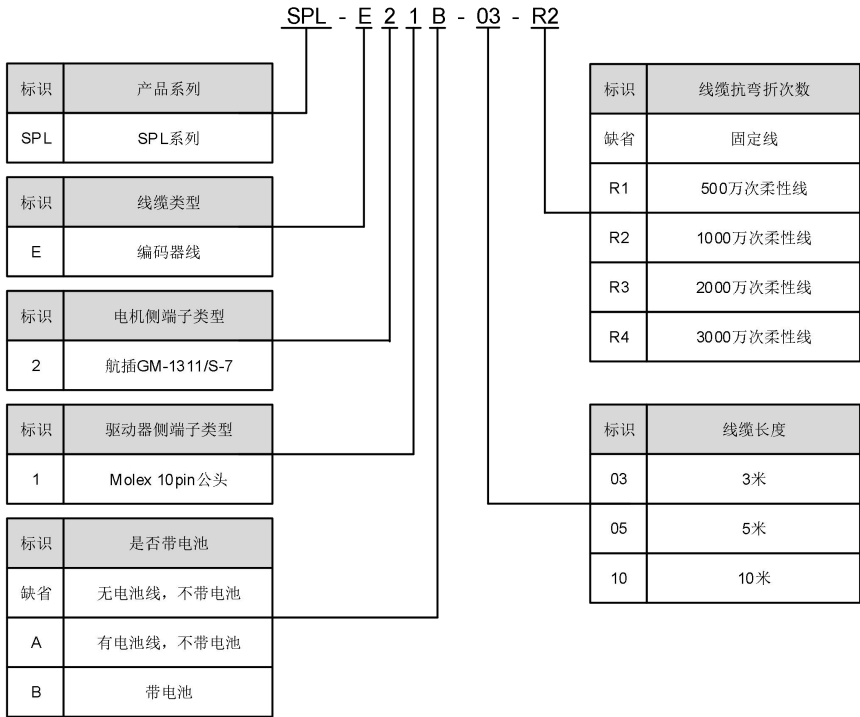 SPL - E 2 1 B - 03 - R2
标识 产品系列
SPL SPL系列
标识 线缆类型
E 编码器线
标识 电机侧端子类型
2 航插GM-1311/S-7
标识 驱动器侧端子类型
1 Molex 10pin公头
标识 是否带电池
缺省 无电池线，不带电池
A 有电池线，不带电池
B 带电池
标识 线缆抗弯折次数
缺省 固定线
R1 500万次柔性线
R2 1000万次柔性线
R3 2000万次柔性线
R4 3000万次柔性线
标识 线缆长度
03 3米
05 5米
10 10米